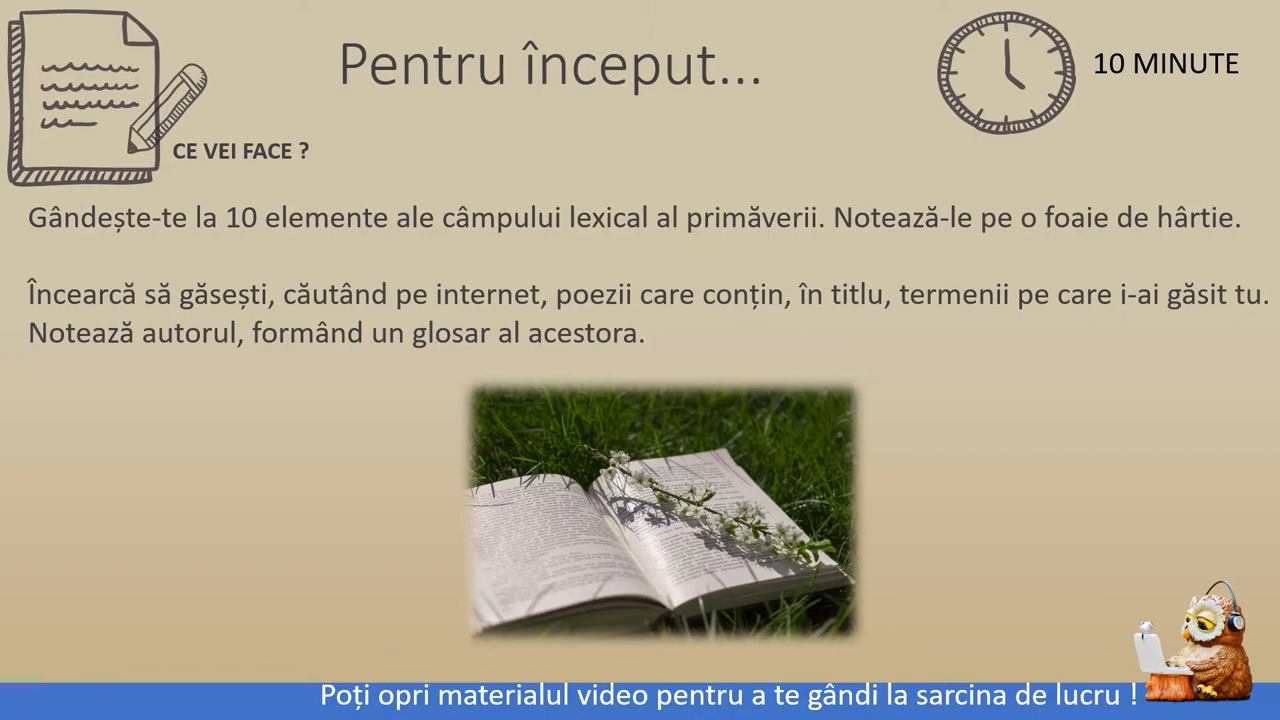 Pentru început...
10 MINUTE
CE VEI FACE ?
Gândește-te la 10 elemente ale câmpului lexical al primăverii. Notează-le pe o foaie de hârtie.
Încearcă să găsești, căutând pe internet, poezii care conțin, în titlu, termenii pe care i-ai găsit tu.
Notează autorul, formând un glosar al acestora.
Poți opri materialul video pentru a te gândi la sarcina de lucru !